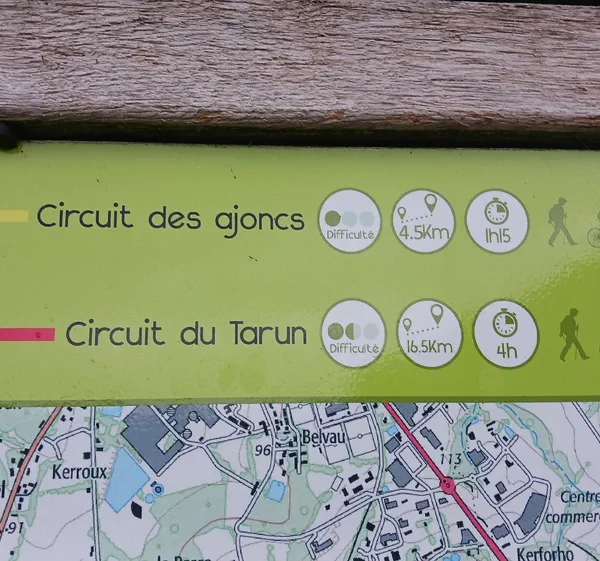 Circuit des ajoncs
Difficulté
4.5Km
1h15
Circuit du Tarun
Difficulté
16.5Km
4h
Belvau
96
113
Kerroux
91
Centre
commerc
Kerforho